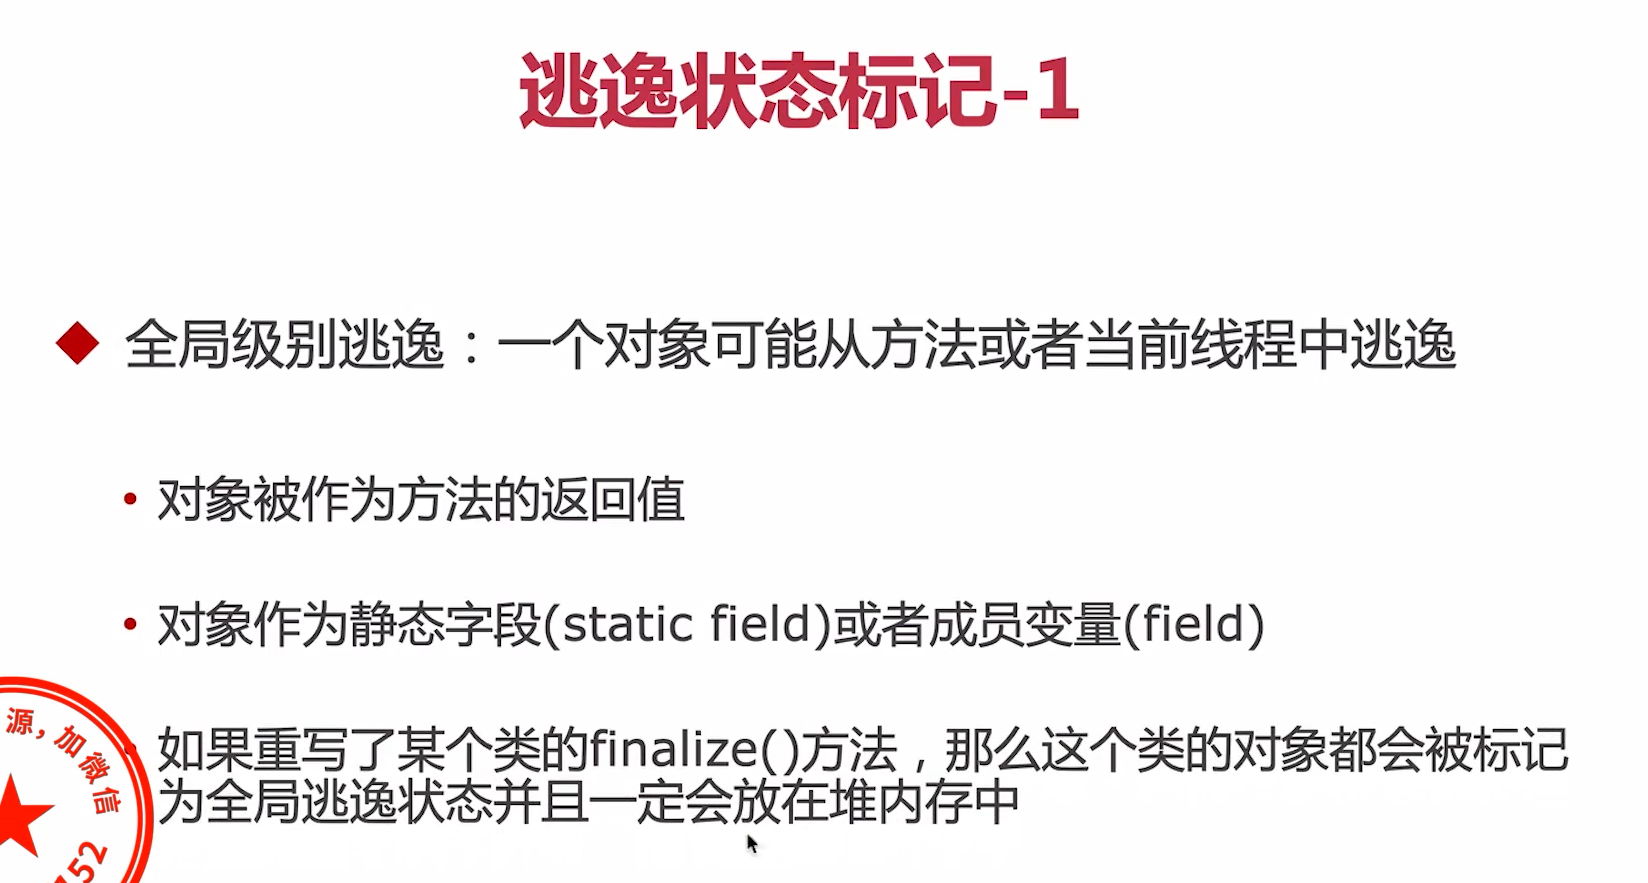 逃逸状态标记-1
全局级别逃逸：一个对象可能从方法或者当前线程中逃逸
对象被作为方法的返回值
对象作为静态字段(static field)或者成员变量(field)
如果重写了某个类的finalize()方法，那么这个类的对象都会被标记
为全局逃逸状态并且一定会放在堆内存中
源，加微信
52